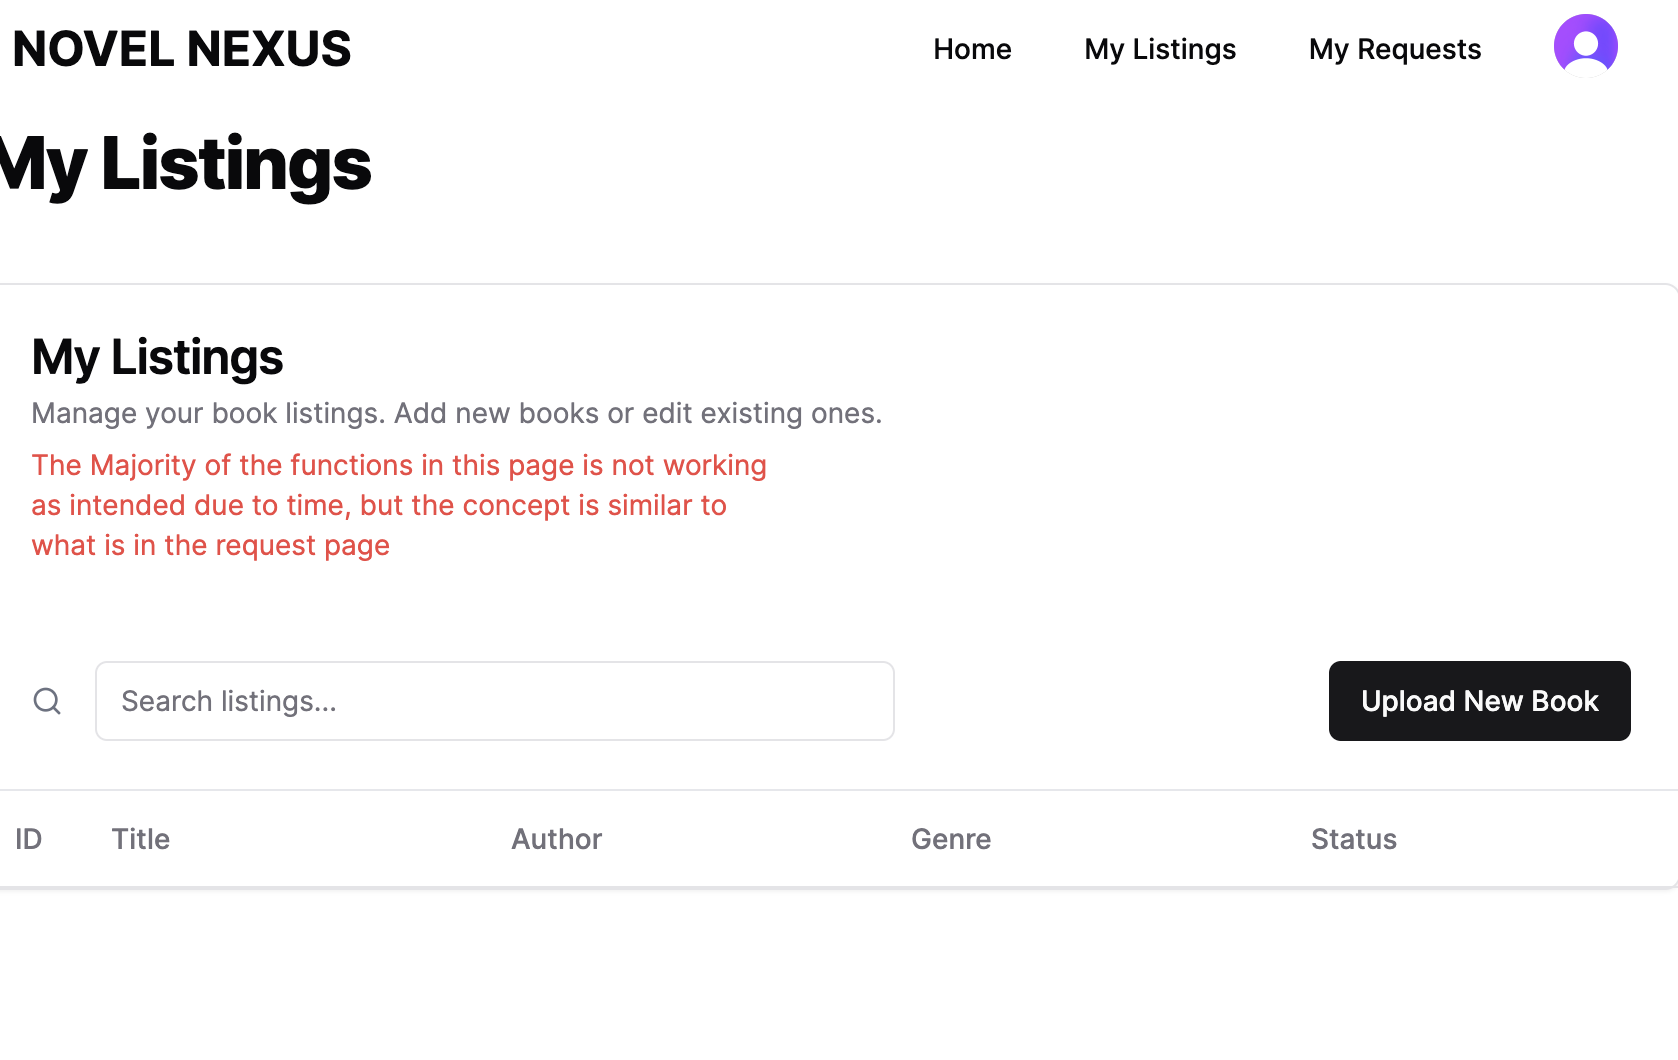 NOVEL NEXUS Home My Listings My Requests
My Listings
My Listings
Manage your book listings. Add new books or edit existing ones.
The Majority of the functions in this page is not working
as intended due to time, but the concept is similar to
what is in the request page
Search listings... Upload New Book
ID Title Author Genre Status